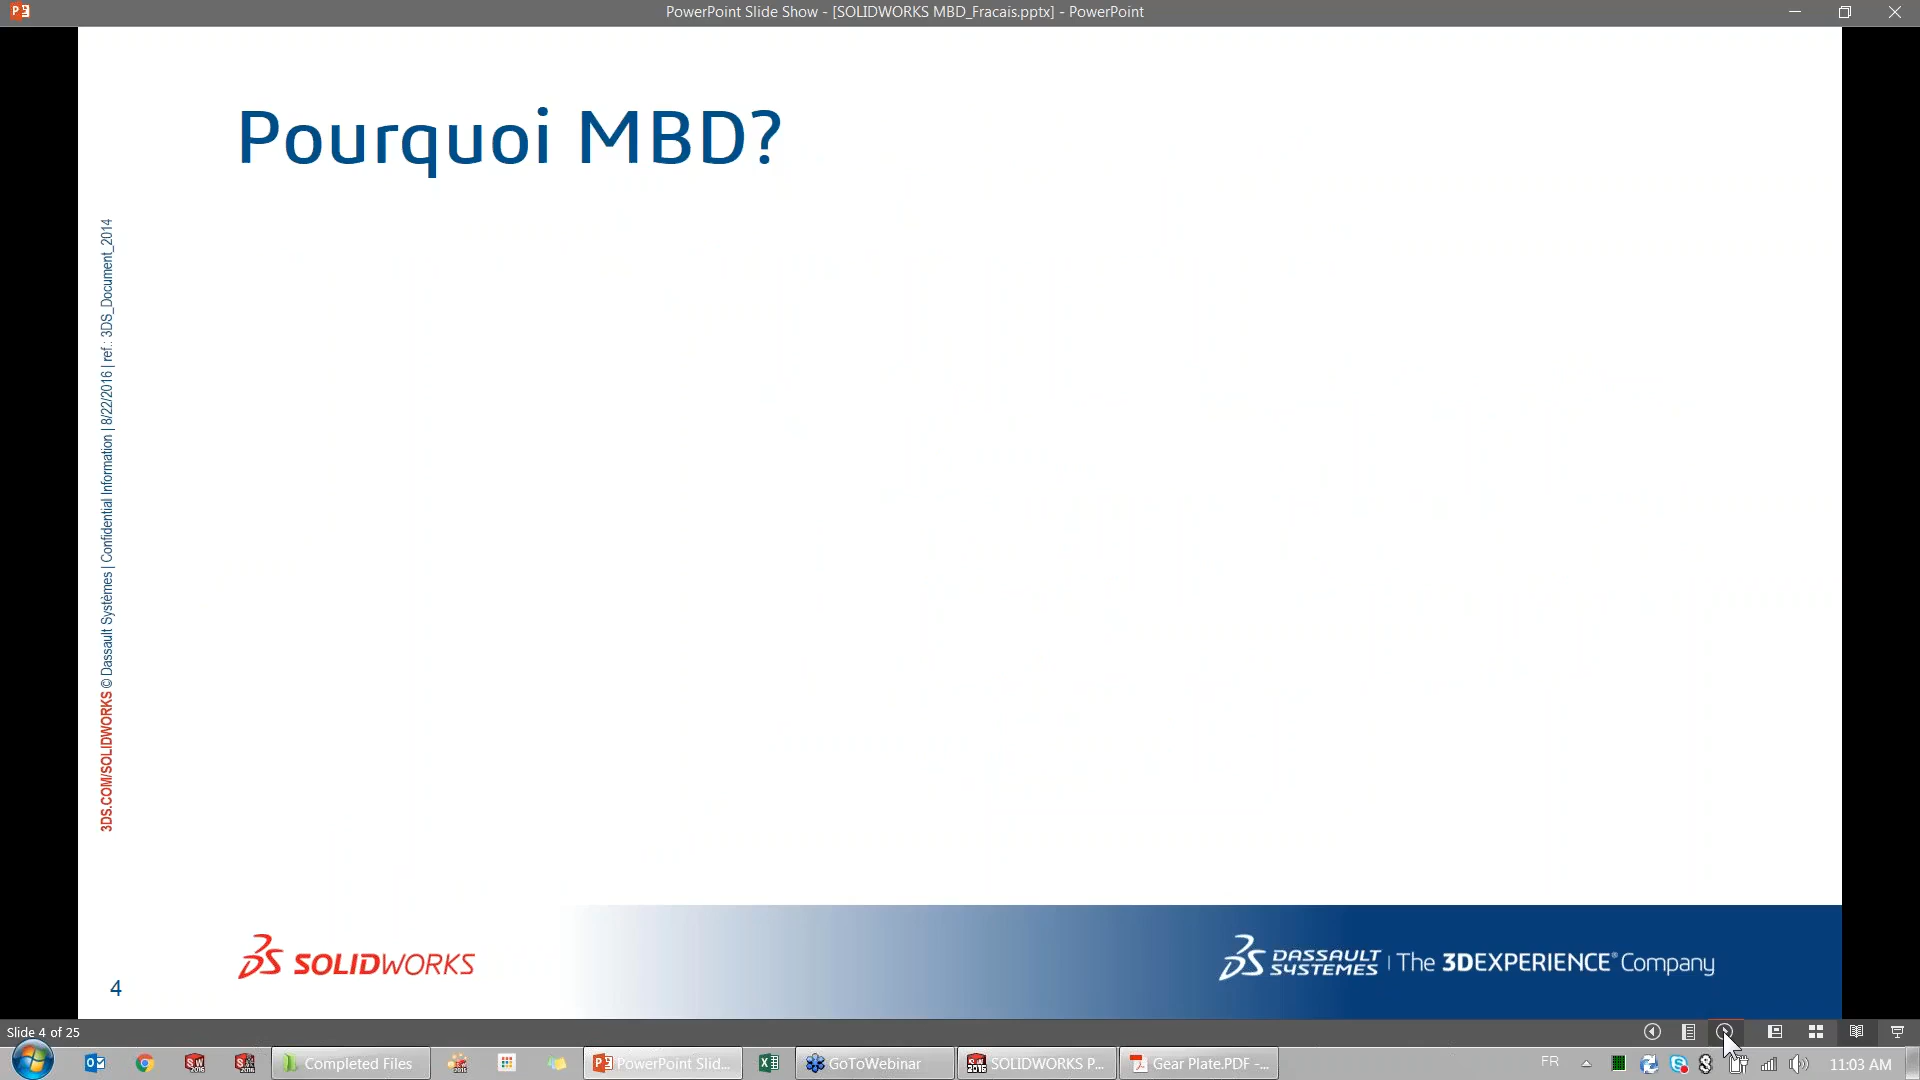 PowerPoint Slide Show - [SOLIDWORKS MBD_Fracais.pptx] - PowerPoint
Pourquoi MBD?
3DS.COM/SOLIDWORKS © Dassault Systèmes | Confidential Information | 8/22/2016 | ref.: 3DS_Document_2014
SOLIDWORKS
DASSAULT SYSTEMES | The 3DEXPERIENCE® Company
4
Slide 4 of 25
Completed Files
PowerPoint Slid...
GoToWebinar
SOLIDWORKS P...
Gear Plate.PDF -...
FR
11:03 AM